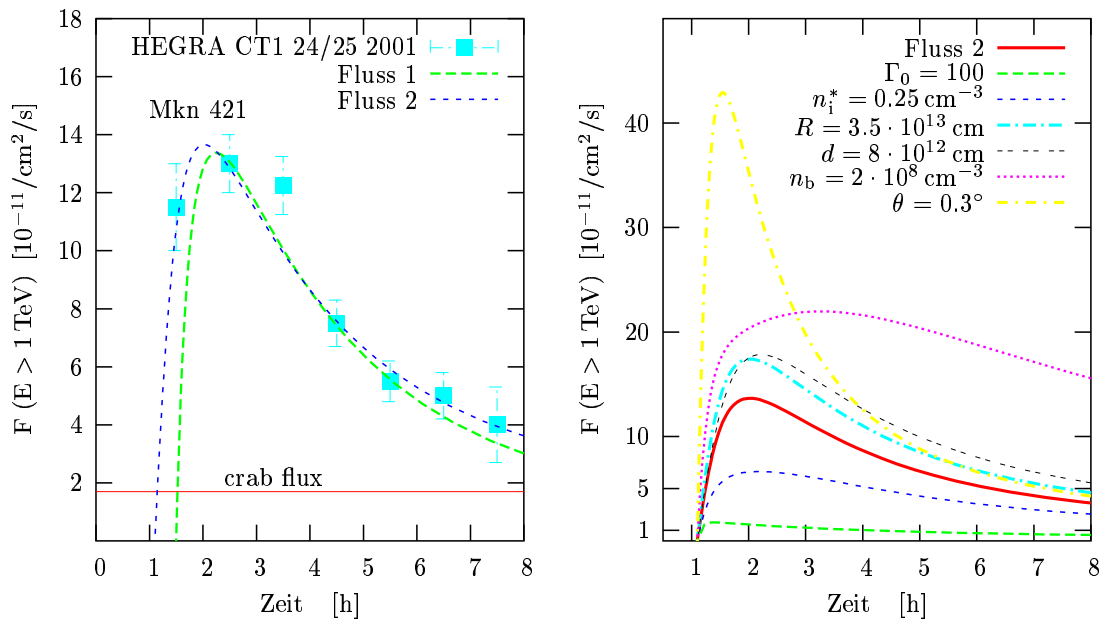 HEGRA CT1 24/25 2001
Fluss 1
Fluss 2
Mkn 421
crab flux
F (E > 1 TeV) [10⁻¹¹/cm²/s]
18
16
14
12
10
8
6
4
2
0 1 2 3 4 5 6 7 8
Zeit [h]
Fluss 2
Γ₀ = 100
nᵢ* = 0.25 cm⁻³
R = 3.5 · 10¹³ cm
d = 8 · 10¹² cm
n_b = 2 · 10⁸ cm⁻³
θ = 0.3°
F (E > 1 TeV) [10⁻¹¹/cm²/s]
40
30
20
10
5
1
1 2 3 4 5 6 7 8
Zeit [h]